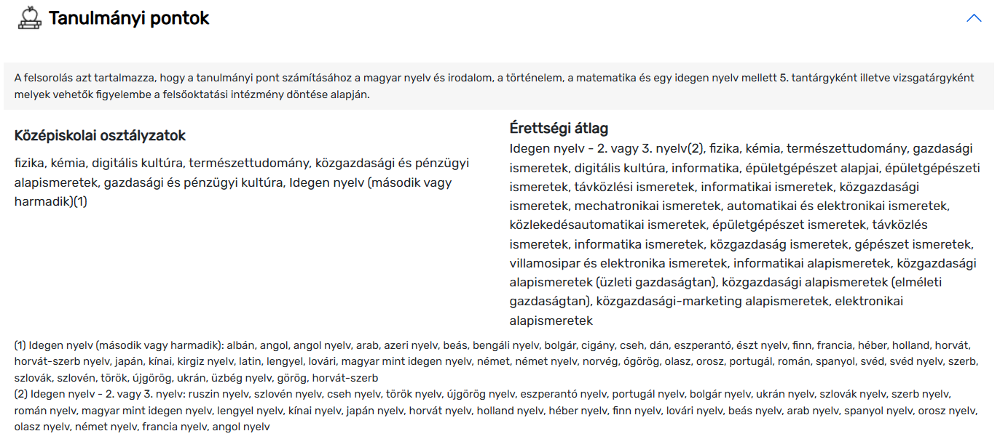 Tanulmányi pontok
A felsorolás azt tartalmazza, hogy a tanulmányi pont számításához a magyar nyelv és irodalom, a történelem, a matematika és egy idegen nyelv mellett 5. tantárgyként illetve vizsgatárgyként
melyek vehetők figyelembe a felsőoktatási intézmény döntése alapján.
Középiskolai osztályzatok
fizika, kémia, digitális kultúra, természettudomány, közgazdasági és pénzügyi
alapismeretek, gazdasági és pénzügyi kultúra, Idegen nyelv (második vagy
harmadik)(1)
Érettségi átlag
Idegen nyelv - 2. vagy 3. nyelv(2), fizika, kémia, természettudomány, gazdasági
ismeretek, digitális kultúra, informatika, épületgépészet alapjai, épületgépészeti
ismeretek, távközlési ismeretek, informatikai ismeretek, közgazdasági
ismeretek, mechatronikai ismeretek, automatikai és elektronikai ismeretek,
közlekedésautomatikai ismeretek, épületgépészet ismeretek, távközlés
ismeretek, informatika ismeretek, közgazdaság ismeretek, gépészet ismeretek,
villamosipar és elektronika ismeretek, informatikai alapismeretek, közgazdasági
alapismeretek (üzleti gazdaságtan), közgazdasági alapismeretek (elméleti
gazdaságtan), közgazdasági-marketing alapismeretek, elektronikai
alapismeretek
(1) Idegen nyelv (második vagy harmadik): albán, angol, angol nyelv, arab, azeri nyelv, beás, bengáli nyelv, bolgár, cigány, cseh, dán, eszperantó, észt nyelv, finn, francia, héber, holland, horvát,
horvát-szerb nyelv, japán, kínai, kirgiz nyelv, latin, lengyel, lovári, magyar mint idegen nyelv, német, német nyelv, norvég, ógörög, olasz, orosz, portugál, román, spanyol, svéd, svéd nyelv, szerb,
szlovák, szlovén, török, újgörög, ukrán, üzbég nyelv, görög, horvát-szerb
(2) Idegen nyelv - 2. vagy 3. nyelv: ruszin nyelv, szlovén nyelv, cseh nyelv, török nyelv, újgörög nyelv, eszperantó nyelv, portugál nyelv, bolgár nyelv, ukrán nyelv, szlovák nyelv, szerb nyelv,
román nyelv, magyar mint idegen nyelv, lengyel nyelv, kínai nyelv, japán nyelv, horvát nyelv, holland nyelv, héber nyelv, finn nyelv, lovári nyelv, beás nyelv, arab nyelv, spanyol nyelv, orosz nyelv,
olasz nyelv, német nyelv, francia nyelv, angol nyelv